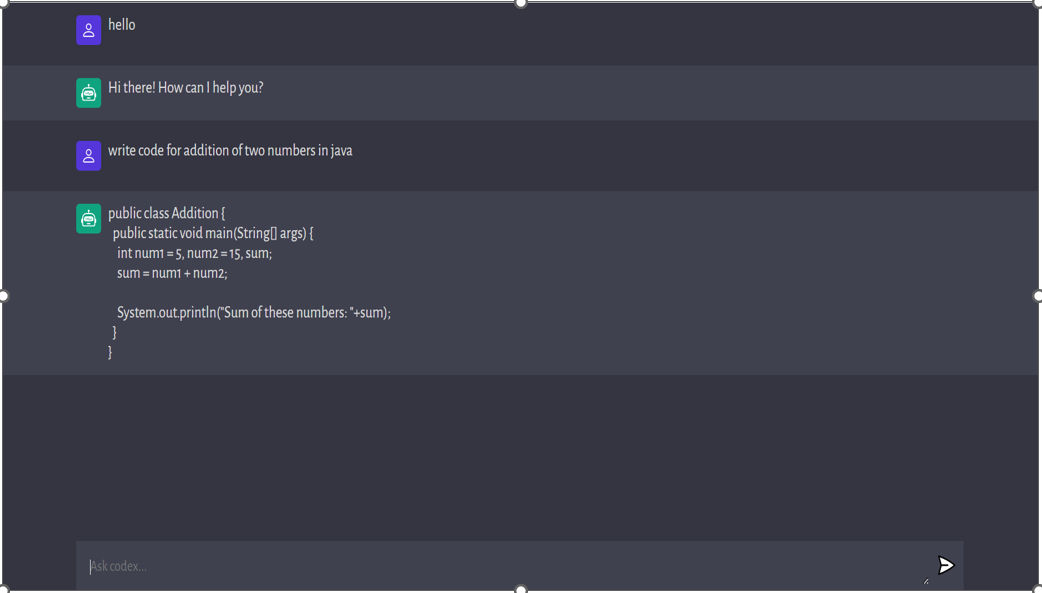 hello
Hi there! How can I help you?
write code for addition of two numbers in java
public class Addition {
public static void main(String[] args) {
int num1 = 5, num2 = 15, sum;
sum = num1 + num2;
System.out.println("Sum of these numbers: "+sum);
}
}
Ask codex...